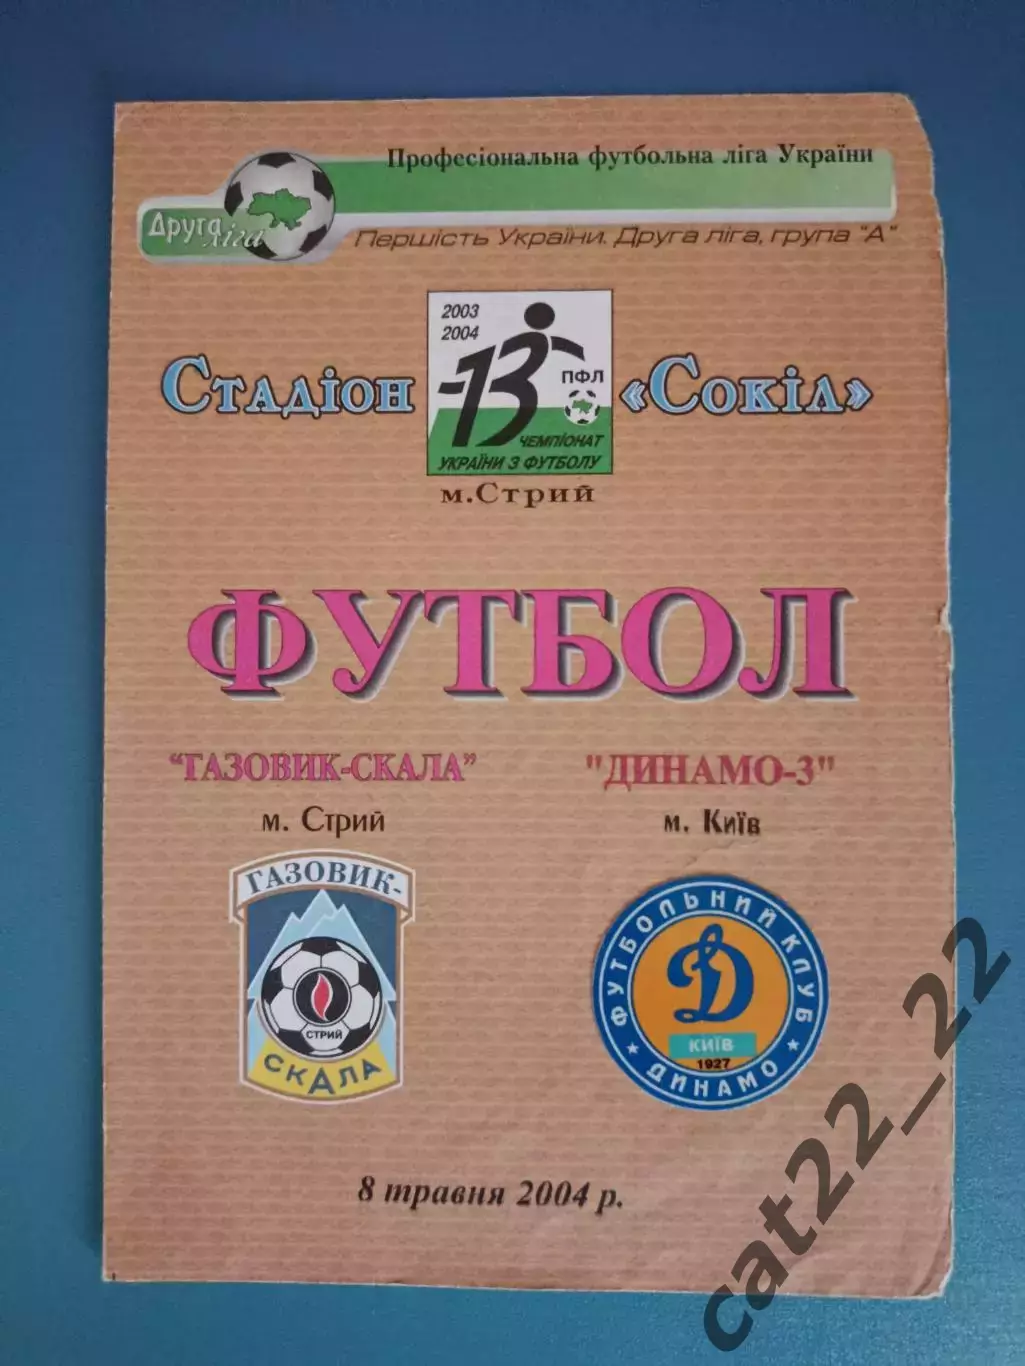 Професіональна футбольна ліга України
Друга
ліга
Першість України. Друга ліга, група "А"
2003
2004
-13
ПФЛ
ЧЕМПІОНАТ
УКРАЇНИ З ФУТБОЛУ
Стадіон «Сокіл»
м.Стрий
ФУТБОЛ
"ГАЗОВИК-СКАЛА" "ДИНАМО-3"
м. Стрий м. Київ
ГАЗОВИК-
СТРИЙ
СКАЛА
ФУТБОЛЬНИЙ КЛУБ
Д
КИЇВ
1927
★ ДИНАМО ★
8 травня 2004 р.
cat22_22